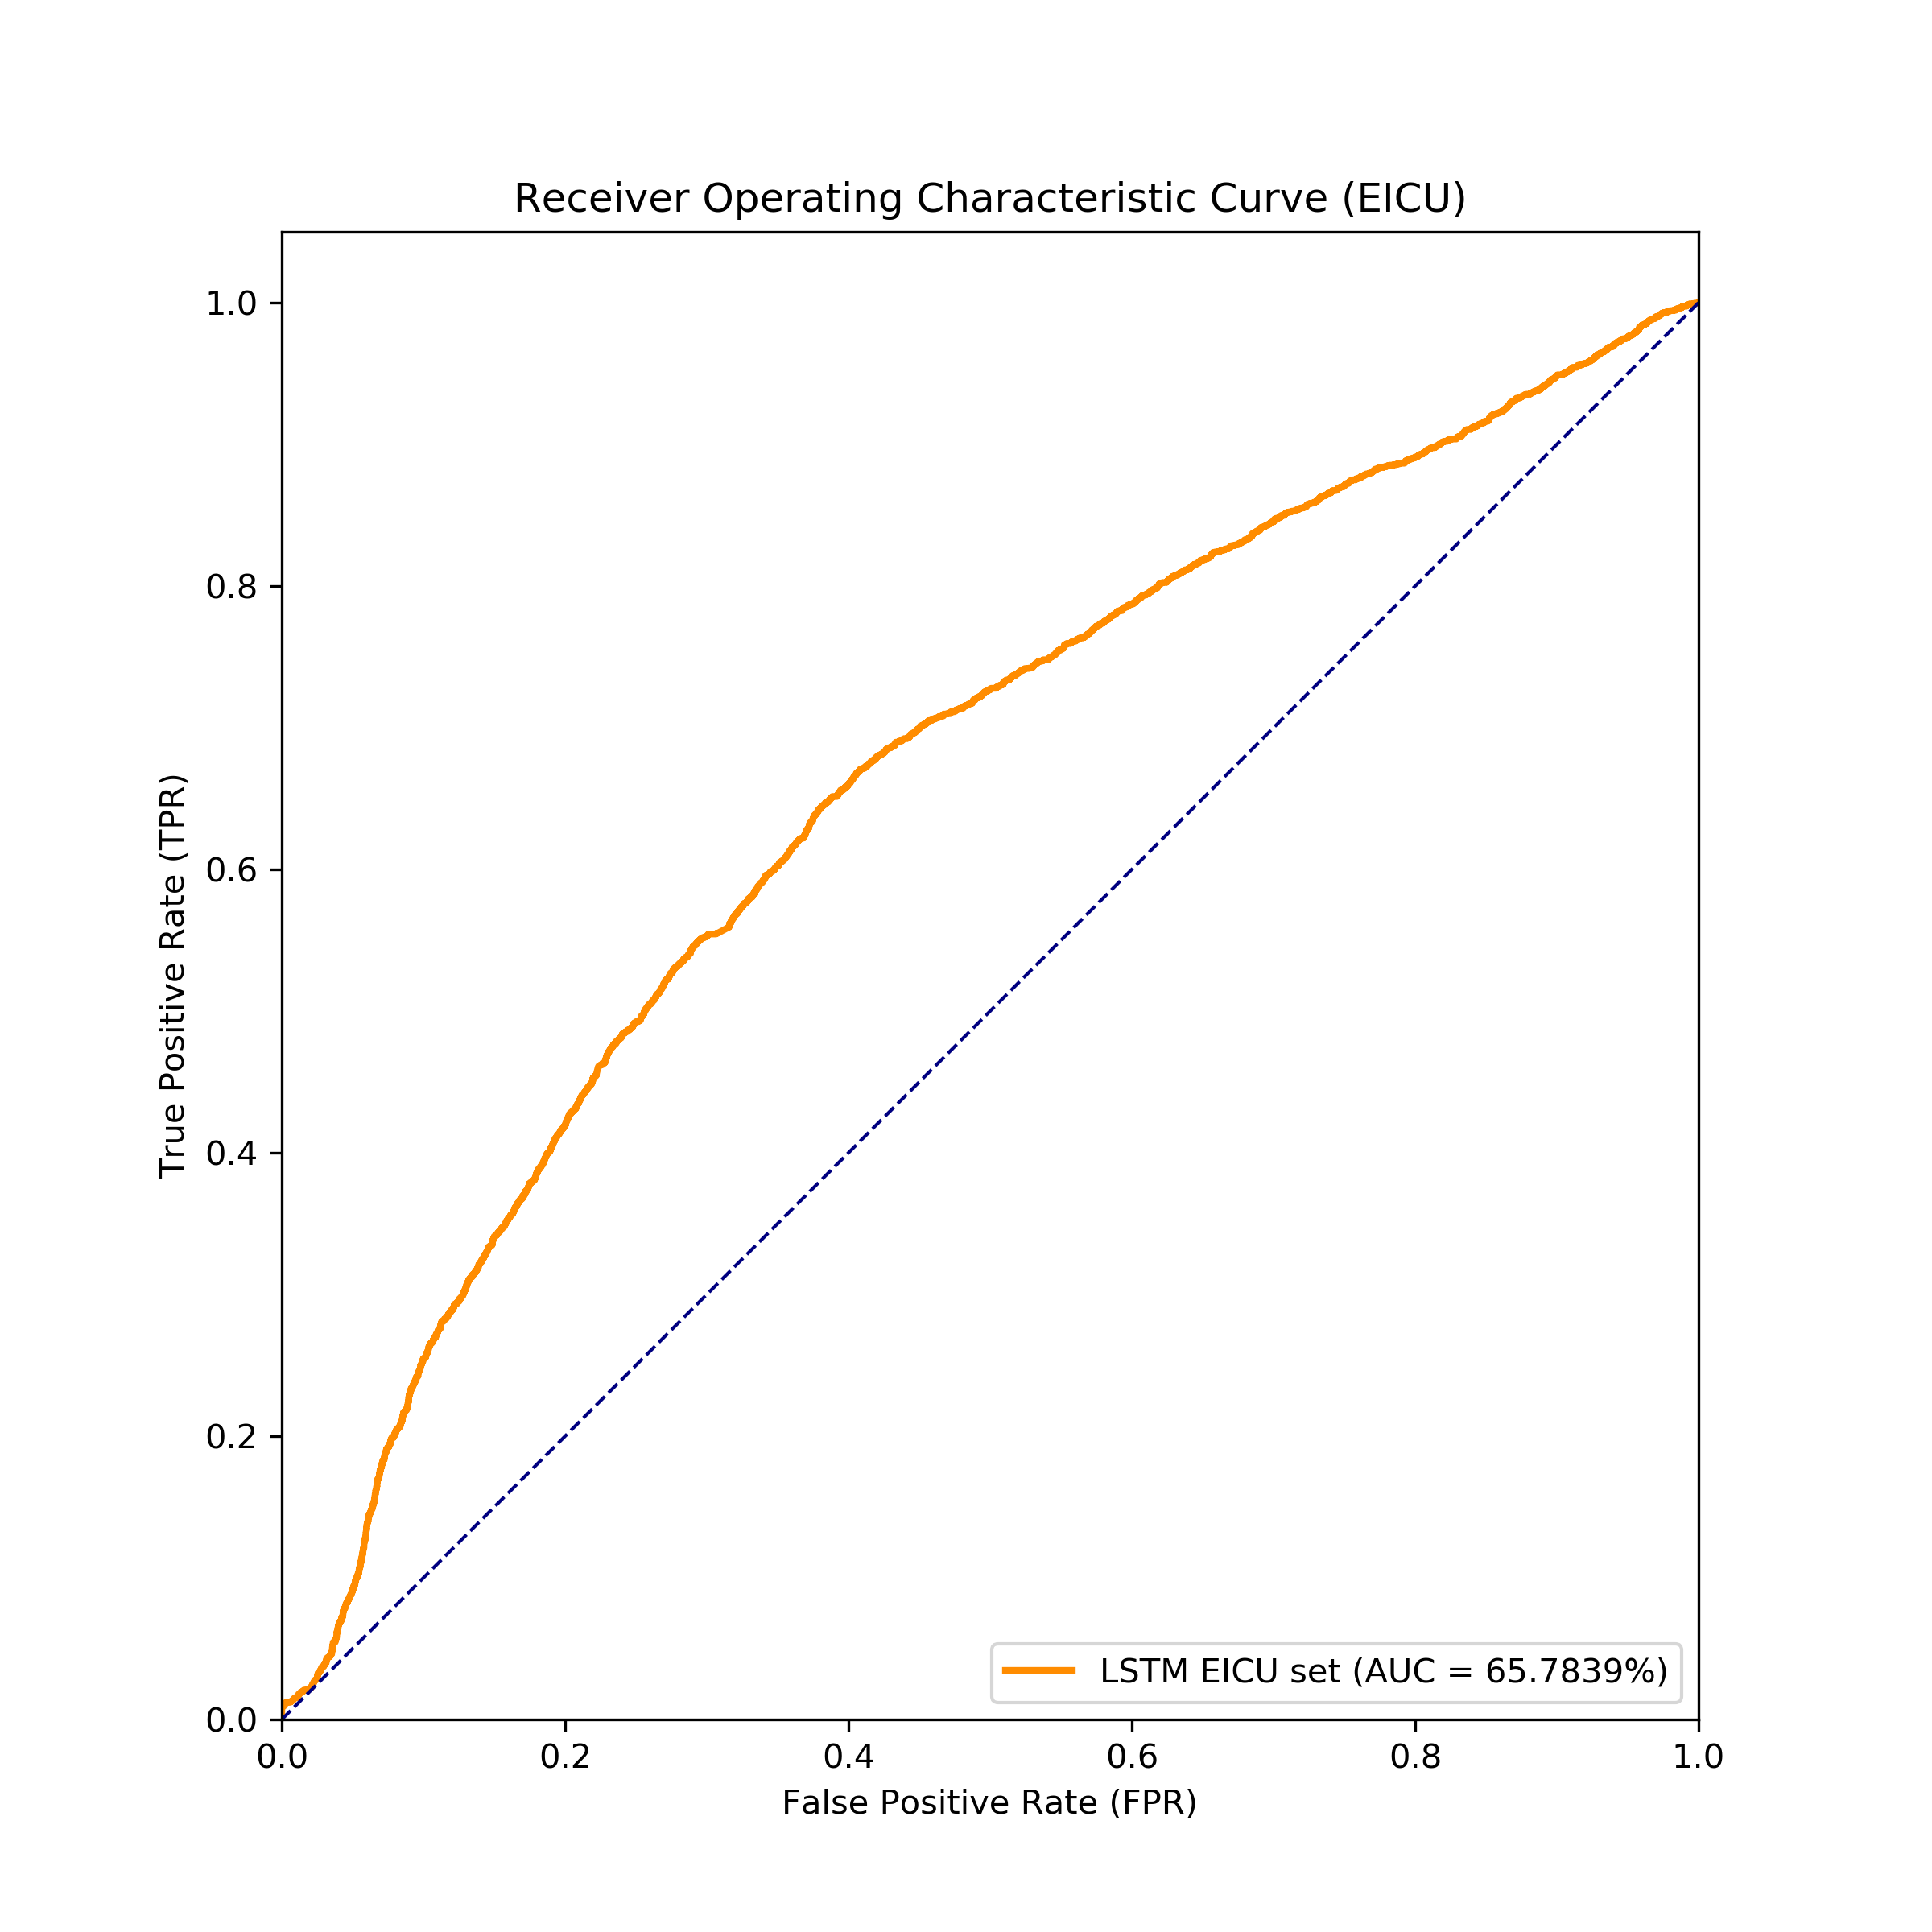 Receiver Operating Characteristic Curve (EICU)
1.0
0.8
0.6
0.4
0.2
0.0
True Positive Rate (TPR)
LSTM EICU set (AUC = 65.7839%)
0.0 0.2 0.4 0.6 0.8 1.0
False Positive Rate (FPR)